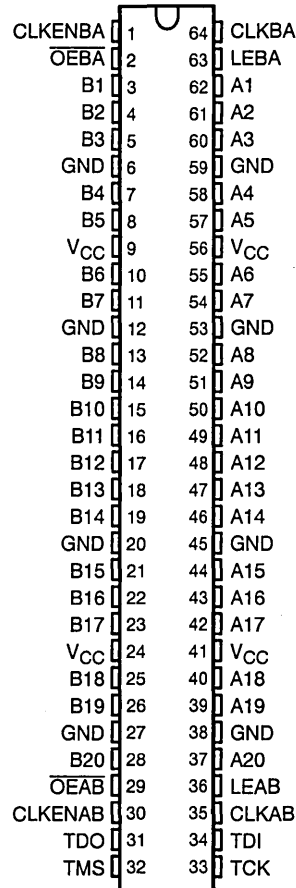 CLKENBA 1 64 CLKBA
OEBA 2 63 LEBA
B1 3 62 A1
B2 4 61 A2
B3 5 60 A3
GND 6 59 GND
B4 7 58 A4
B5 8 57 A5
VCC 9 56 VCC
B6 10 55 A6
B7 11 54 A7
GND 12 53 GND
B8 13 52 A8
B9 14 51 A9
B10 15 50 A10
B11 16 49 A11
B12 17 48 A12
B13 18 47 A13
B14 19 46 A14
GND 20 45 GND
B15 21 44 A15
B16 22 43 A16
B17 23 42 A17
VCC 24 41 VCC
B18 25 40 A18
B19 26 39 A19
GND 27 38 GND
B20 28 37 A20
OEAB 29 36 LEAB
CLKENAB 30 35 CLKAB
TDO 31 34 TDI
TMS 32 33 TCK